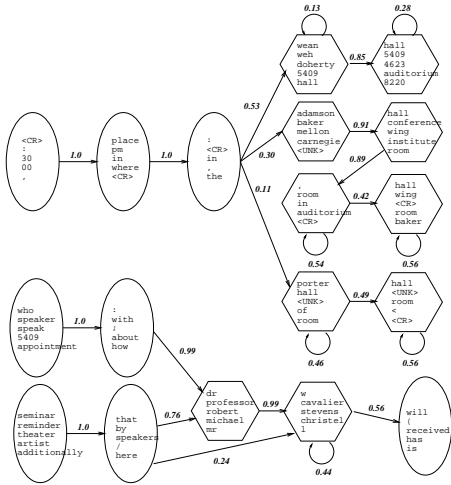 0.13
0.28
wean
weh
doherty
5409
hall
0.85
hall
5409
4623
auditorium
8220
0.53
<CR>
:
30
00
,
1.0
place
pm
in
where
<CR>
1.0
:
<CR>
in
,
the
0.30
adamson
baker
mellon
carnegie
<UNK>
0.91
hall
conference
wing
institute
room
0.89
0.11
,
room
in
auditorium
<CR>
0.42
hall
wing
<CR>
room
baker
0.54
0.56
porter
hall
<UNK>
of
room
0.49
hall
<UNK>
room
<
<CR>
0.46
0.56
who
speaker
speak
5409
appointment
1.0
:
with
;
about
how
0.99
seminar
reminder
theater
artist
additionally
1.0
that
by
speakers
/
here
0.76
0.24
dr
professor
robert
michael
mr
0.99
w
cavalier
stevens
christel
l
0.44
0.56
will
(
received
has
is